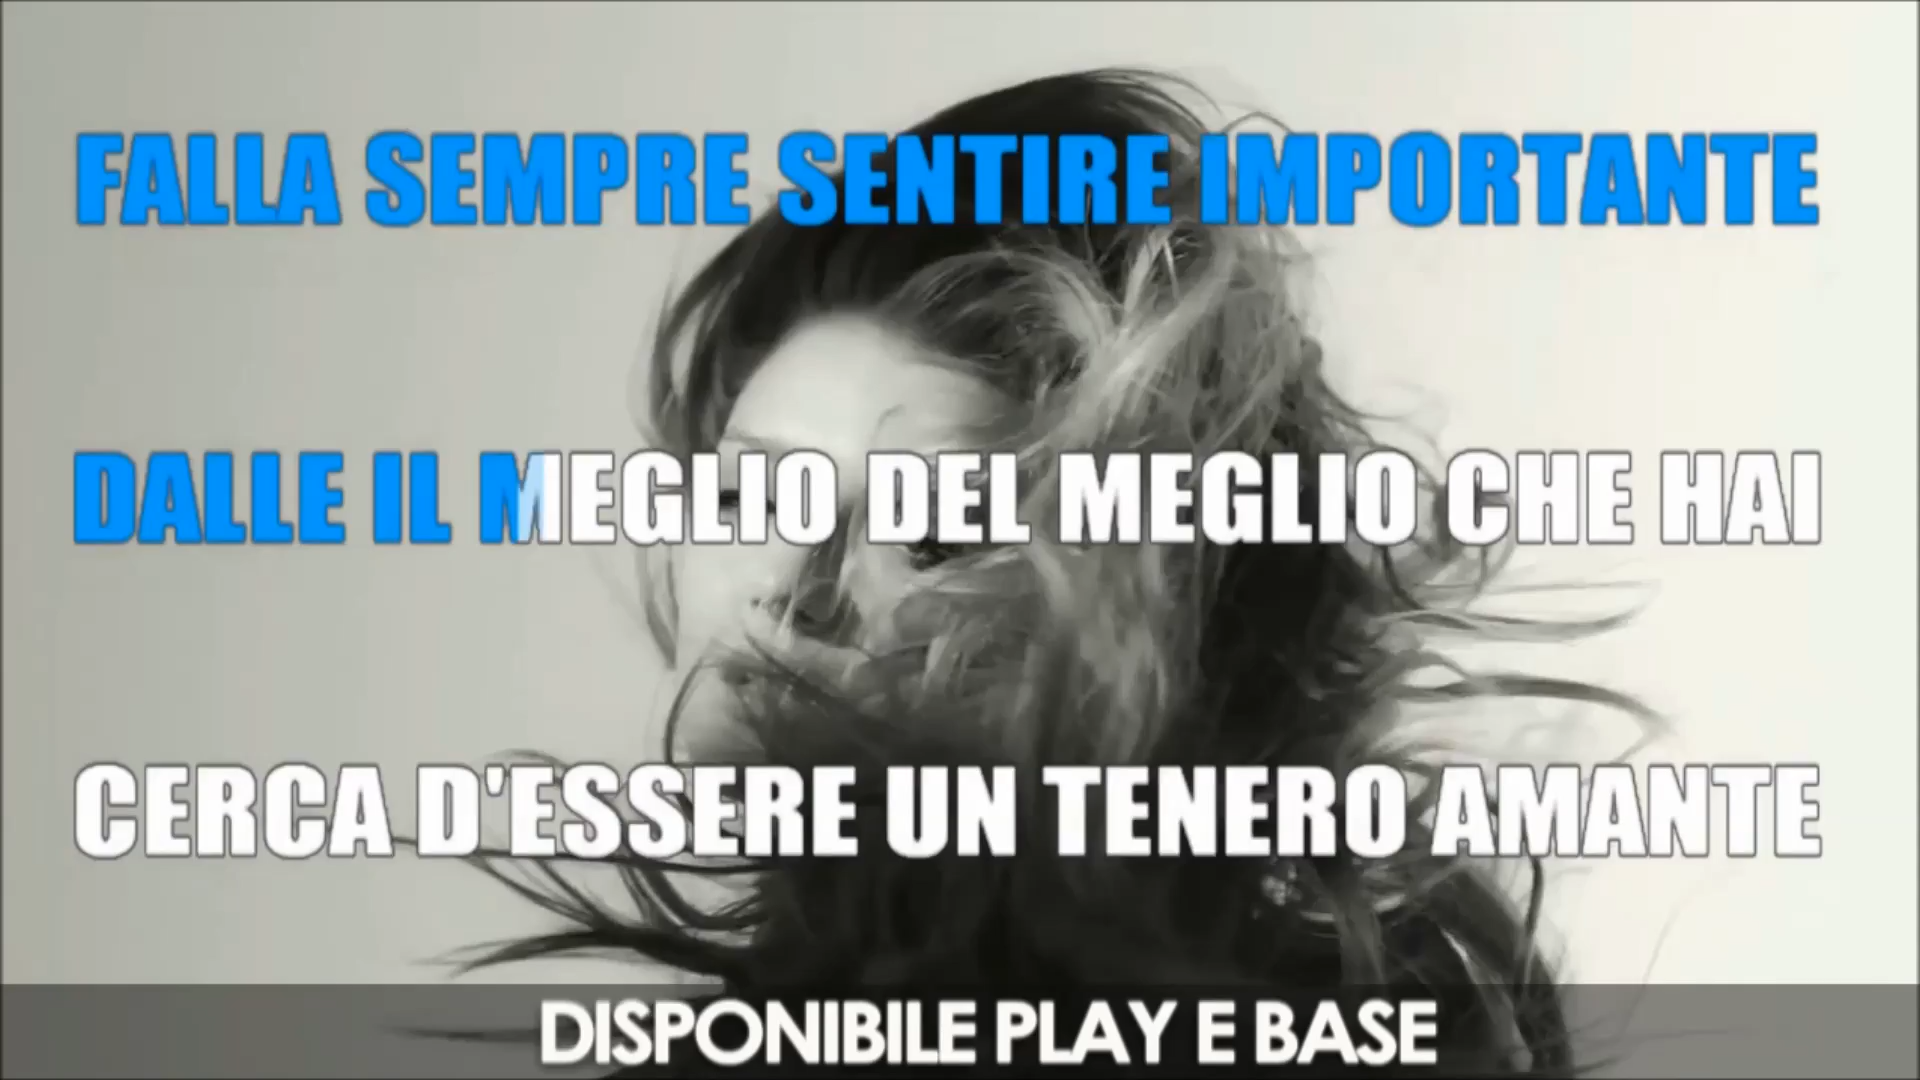 FALLA SEMPRE SENTIRE IMPORTANTE
DALLE IL MEGLIO DEL MEGLIO CHE HAI
CERCA D'ESSERE UN TENERO AMANTE
DISPONIBILE PLAY E BASE